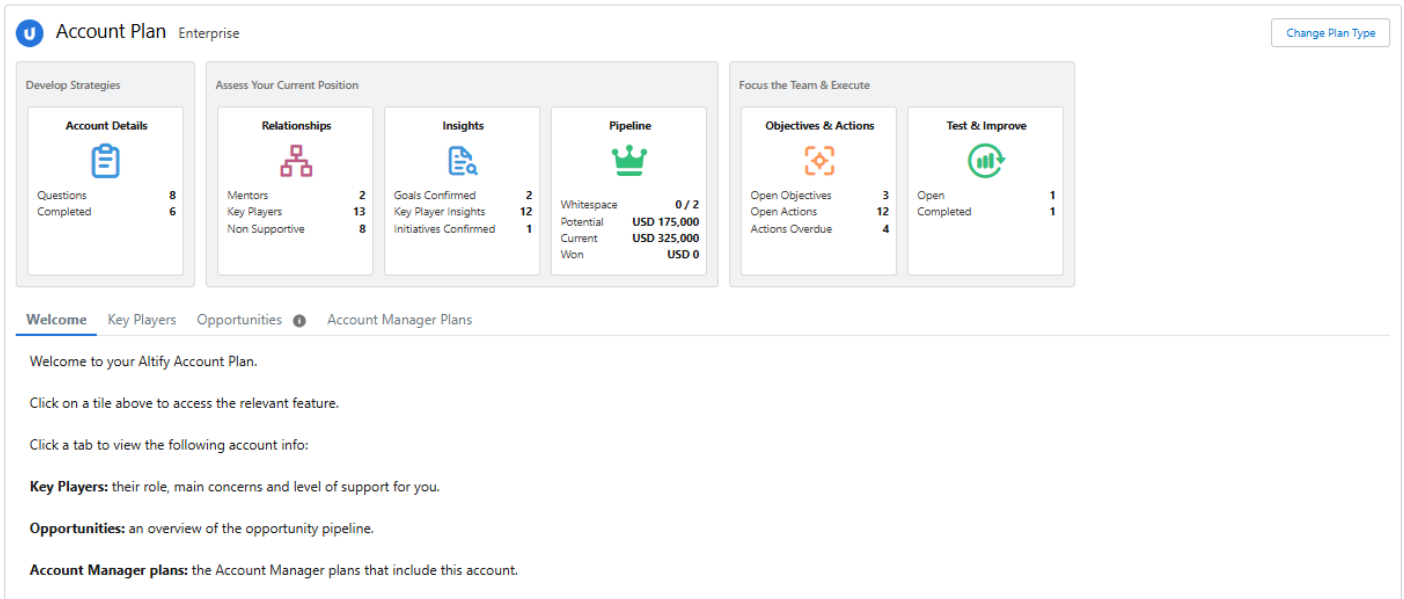 U
Account Plan Enterprise
Change Plan Type
Develop Strategies
Account Details
Questions 8
Completed 6
Assess Your Current Position
Relationships
Mentors 2
Key Players 13
Non Supportive 8
Insights
Goals Confirmed 2
Key Player Insights 12
Initiatives Confirmed 1
Pipeline
Whitespace 0 / 2
Potential USD 175,000
Current USD 325,000
Won USD 0
Focus the Team & Execute
Objectives & Actions
Open Objectives 3
Open Actions 12
Actions Overdue 4
Test & Improve
Open 1
Completed 1
Welcome Key Players Opportunities i Account Manager Plans
Welcome to your Altify Account Plan.
Click on a tile above to access the relevant feature.
Click a tab to view the following account info:
Key Players: their role, main concerns and level of support for you.
Opportunities: an overview of the opportunity pipeline.
Account Manager plans: the Account Manager plans that include this account.